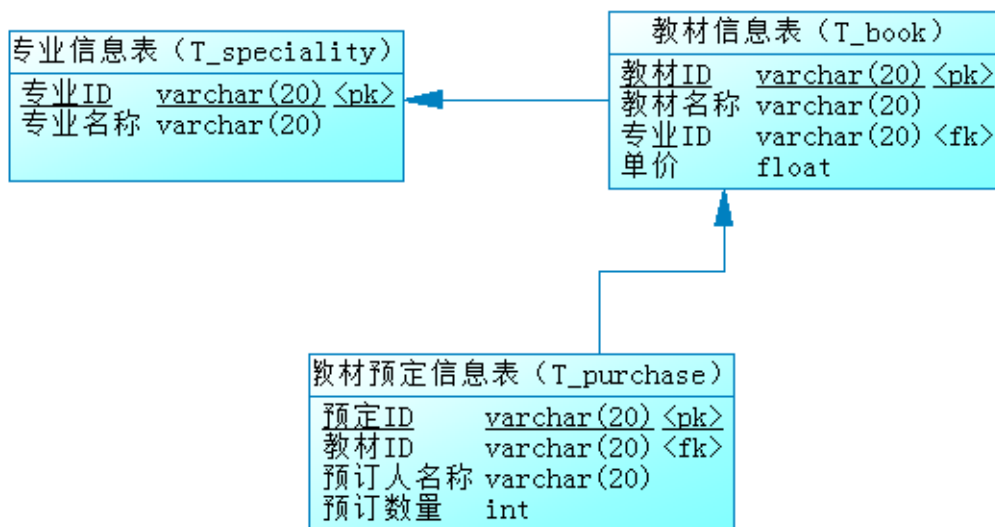 专业信息表（T_speciality）
专业ID varchar(20) <pk>
专业名称 varchar(20)
教材信息表（T_book）
教材ID varchar(20) <pk>
教材名称 varchar(20)
专业ID varchar(20) <fk>
单价 float
教材预定信息表（T_purchase）
预定ID varchar(20) <pk>
教材ID varchar(20) <fk>
预订人名称 varchar(20)
预订数量 int